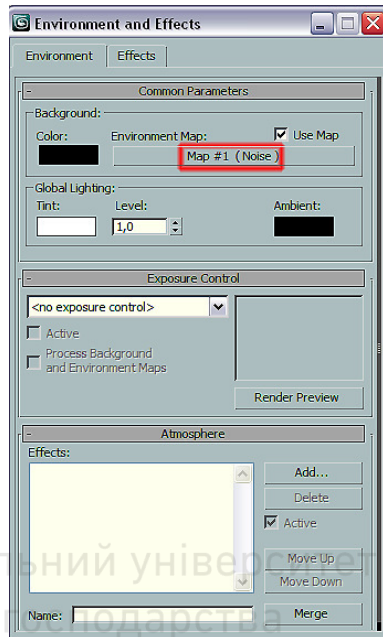 Environment and Effects
Environment Effects
- Common Parameters
Background:
Color: Environment Map: Use Map
Map #1 (Noise)
Global Lighting:
Tint: Level: Ambient:
1,0
- Exposure Control
<no exposure control>
Active
Process Background
and Environment Maps
Render Preview
- Atmosphere
Effects:
Add...
Delete
Active
Move Up
льний університет
Move Down
господарства
Name: Merge